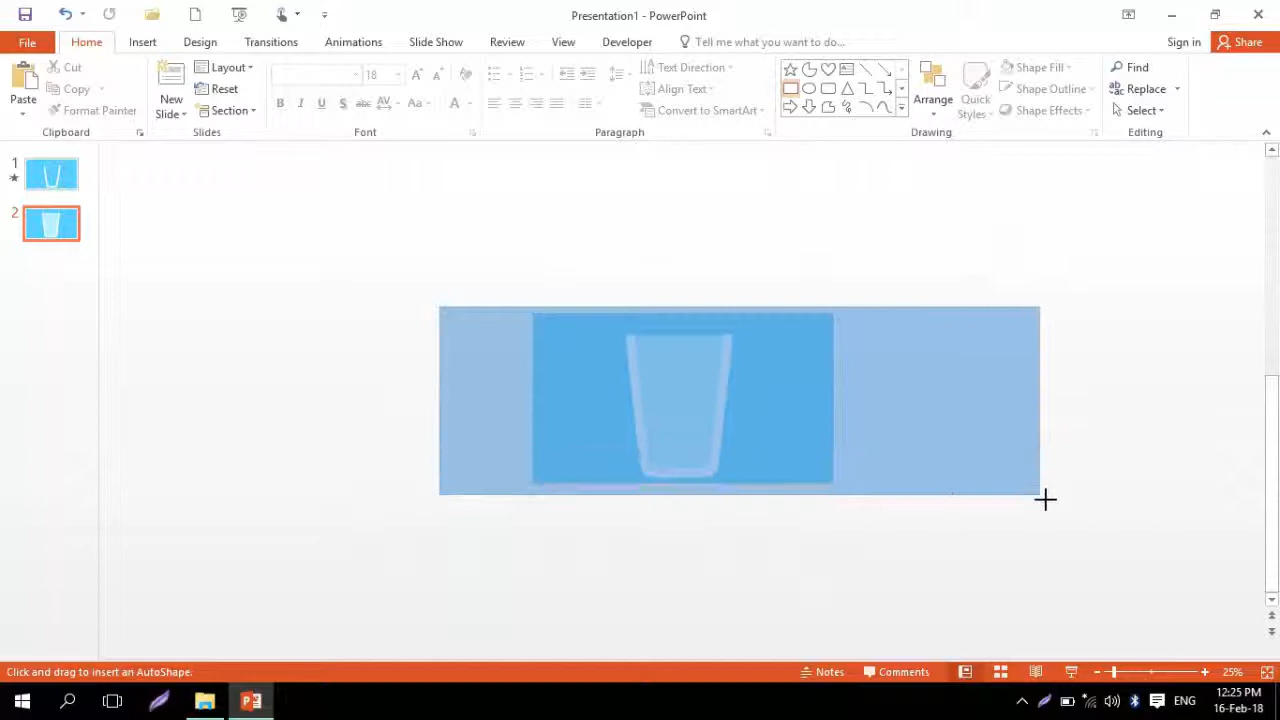 Presentation1 - PowerPoint
File
Home
Insert
Design
Transitions
Animations
Slide Show
Review
View
Developer
Tell me what you want to do...
Sign in
Share
Paste
Cut
Copy
Format Painter
Clipboard
New
Slide
Layout
Reset
Section
Slides
18
B I U S abc AV Aa A
Font
Text Direction
Align Text
Convert to SmartArt
Paragraph
Arrange
Quick
Styles
Shape Fill
Shape Outline
Shape Effects
Drawing
Find
Replace
Select
Editing
1
2
Click and drag to insert an AutoShape.
Notes
Comments
25%
ENG
12:25 PM
16-Feb-18